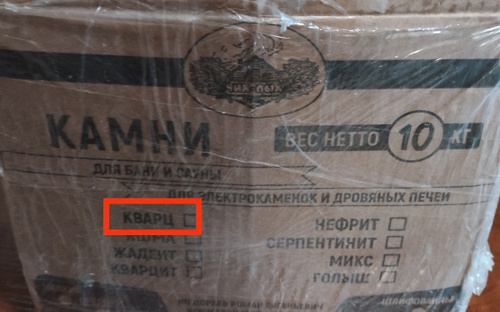 КАМНИ
ВЕС НЕТТО 10 КГ.
ДЛЯ БАНИ И САУНЫ
ДЛЯ ЭЛЕКТРОКАМЕНОК И ДРОВЯНЫХ ПЕЧЕЙ
КВАРЦ
ЯШМА
ЖАДЕИТ
КВАРЦИТ
НЕФРИТ
СЕРПЕНТИНИТ
МИКС
ГОЛЫШ